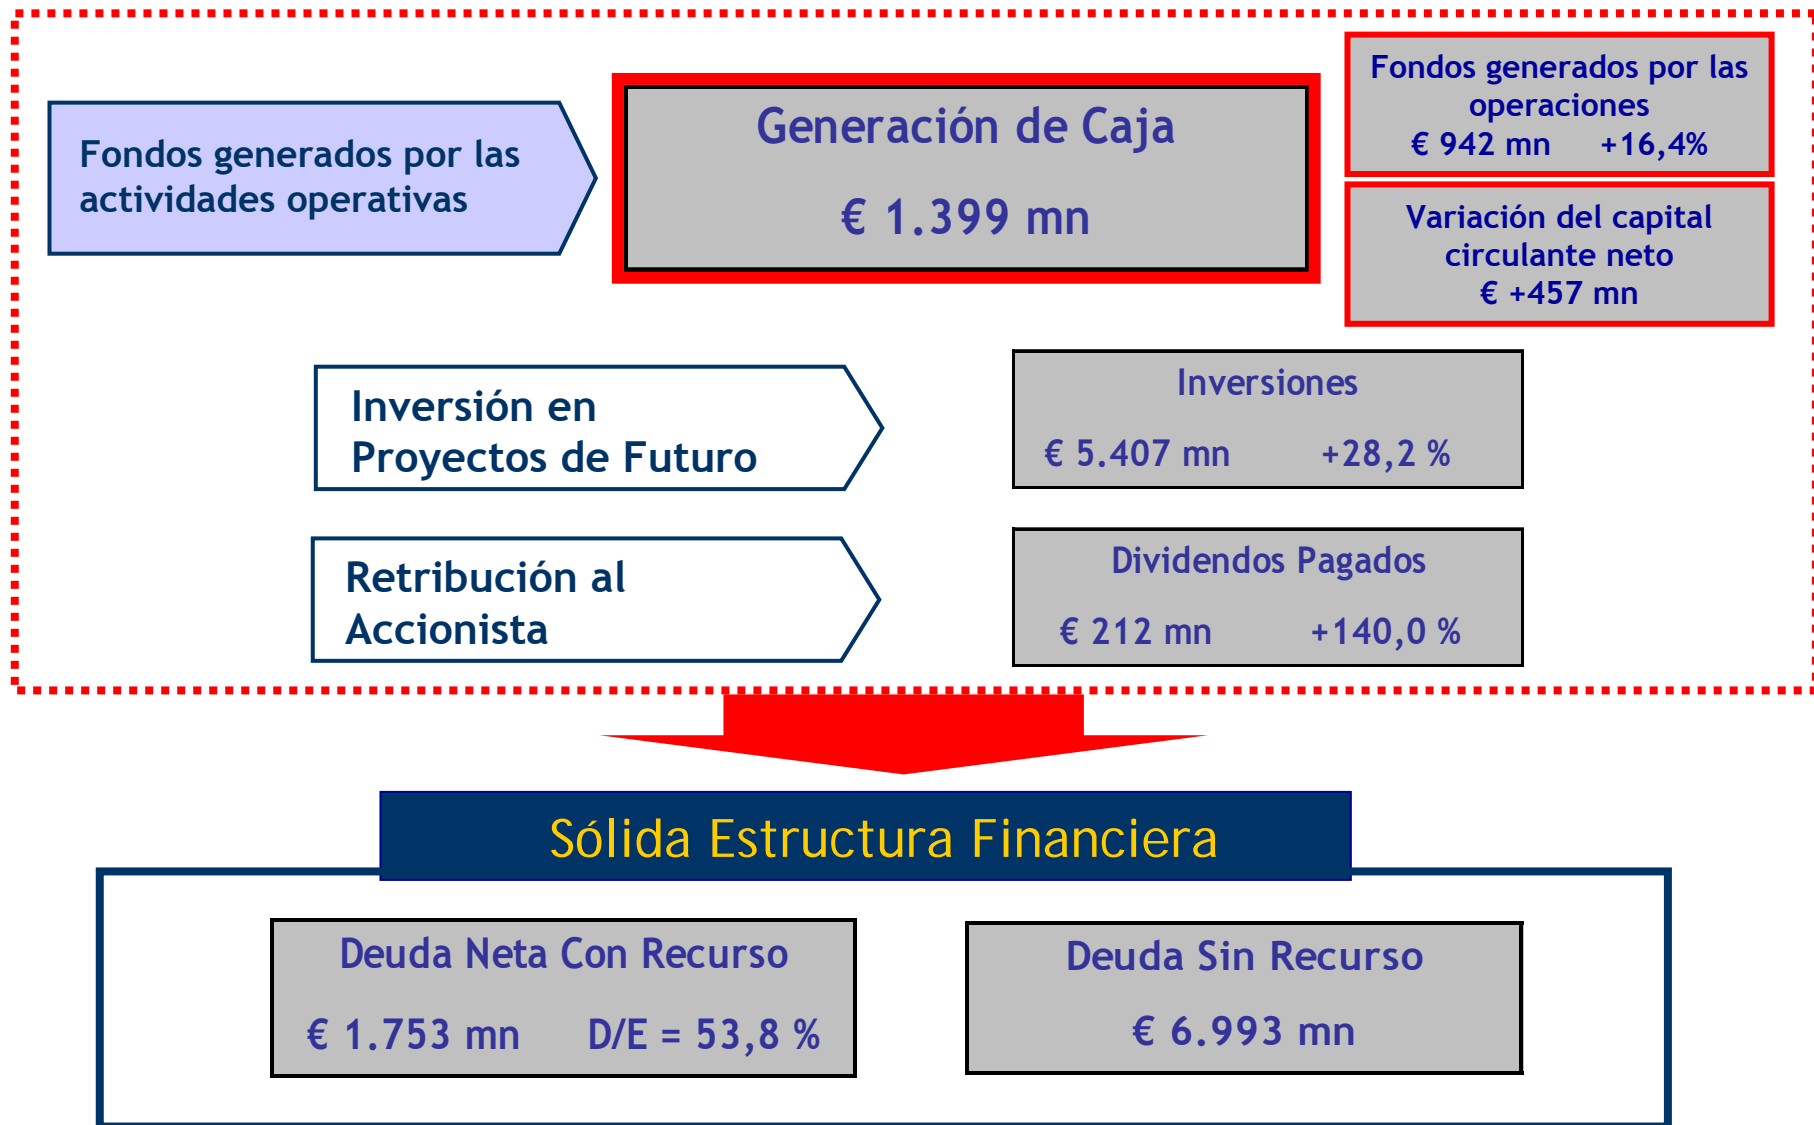 Fondos generados por las
actividades operativas
Generación de Caja
€ 1.399 mn
Fondos generados por las
operaciones
€ 942 mn +16,4%
Variación del capital
circulante neto
€ +457 mn
Inversión en
Proyectos de Futuro
Inversiones
€ 5.407 mn +28,2 %
Retribución al
Accionista
Dividendos Pagados
€ 212 mn +140,0 %
Sólida Estructura Financiera
Deuda Neta Con Recurso
€ 1.753 mn D/E = 53,8 %
Deuda Sin Recurso
€ 6.993 mn